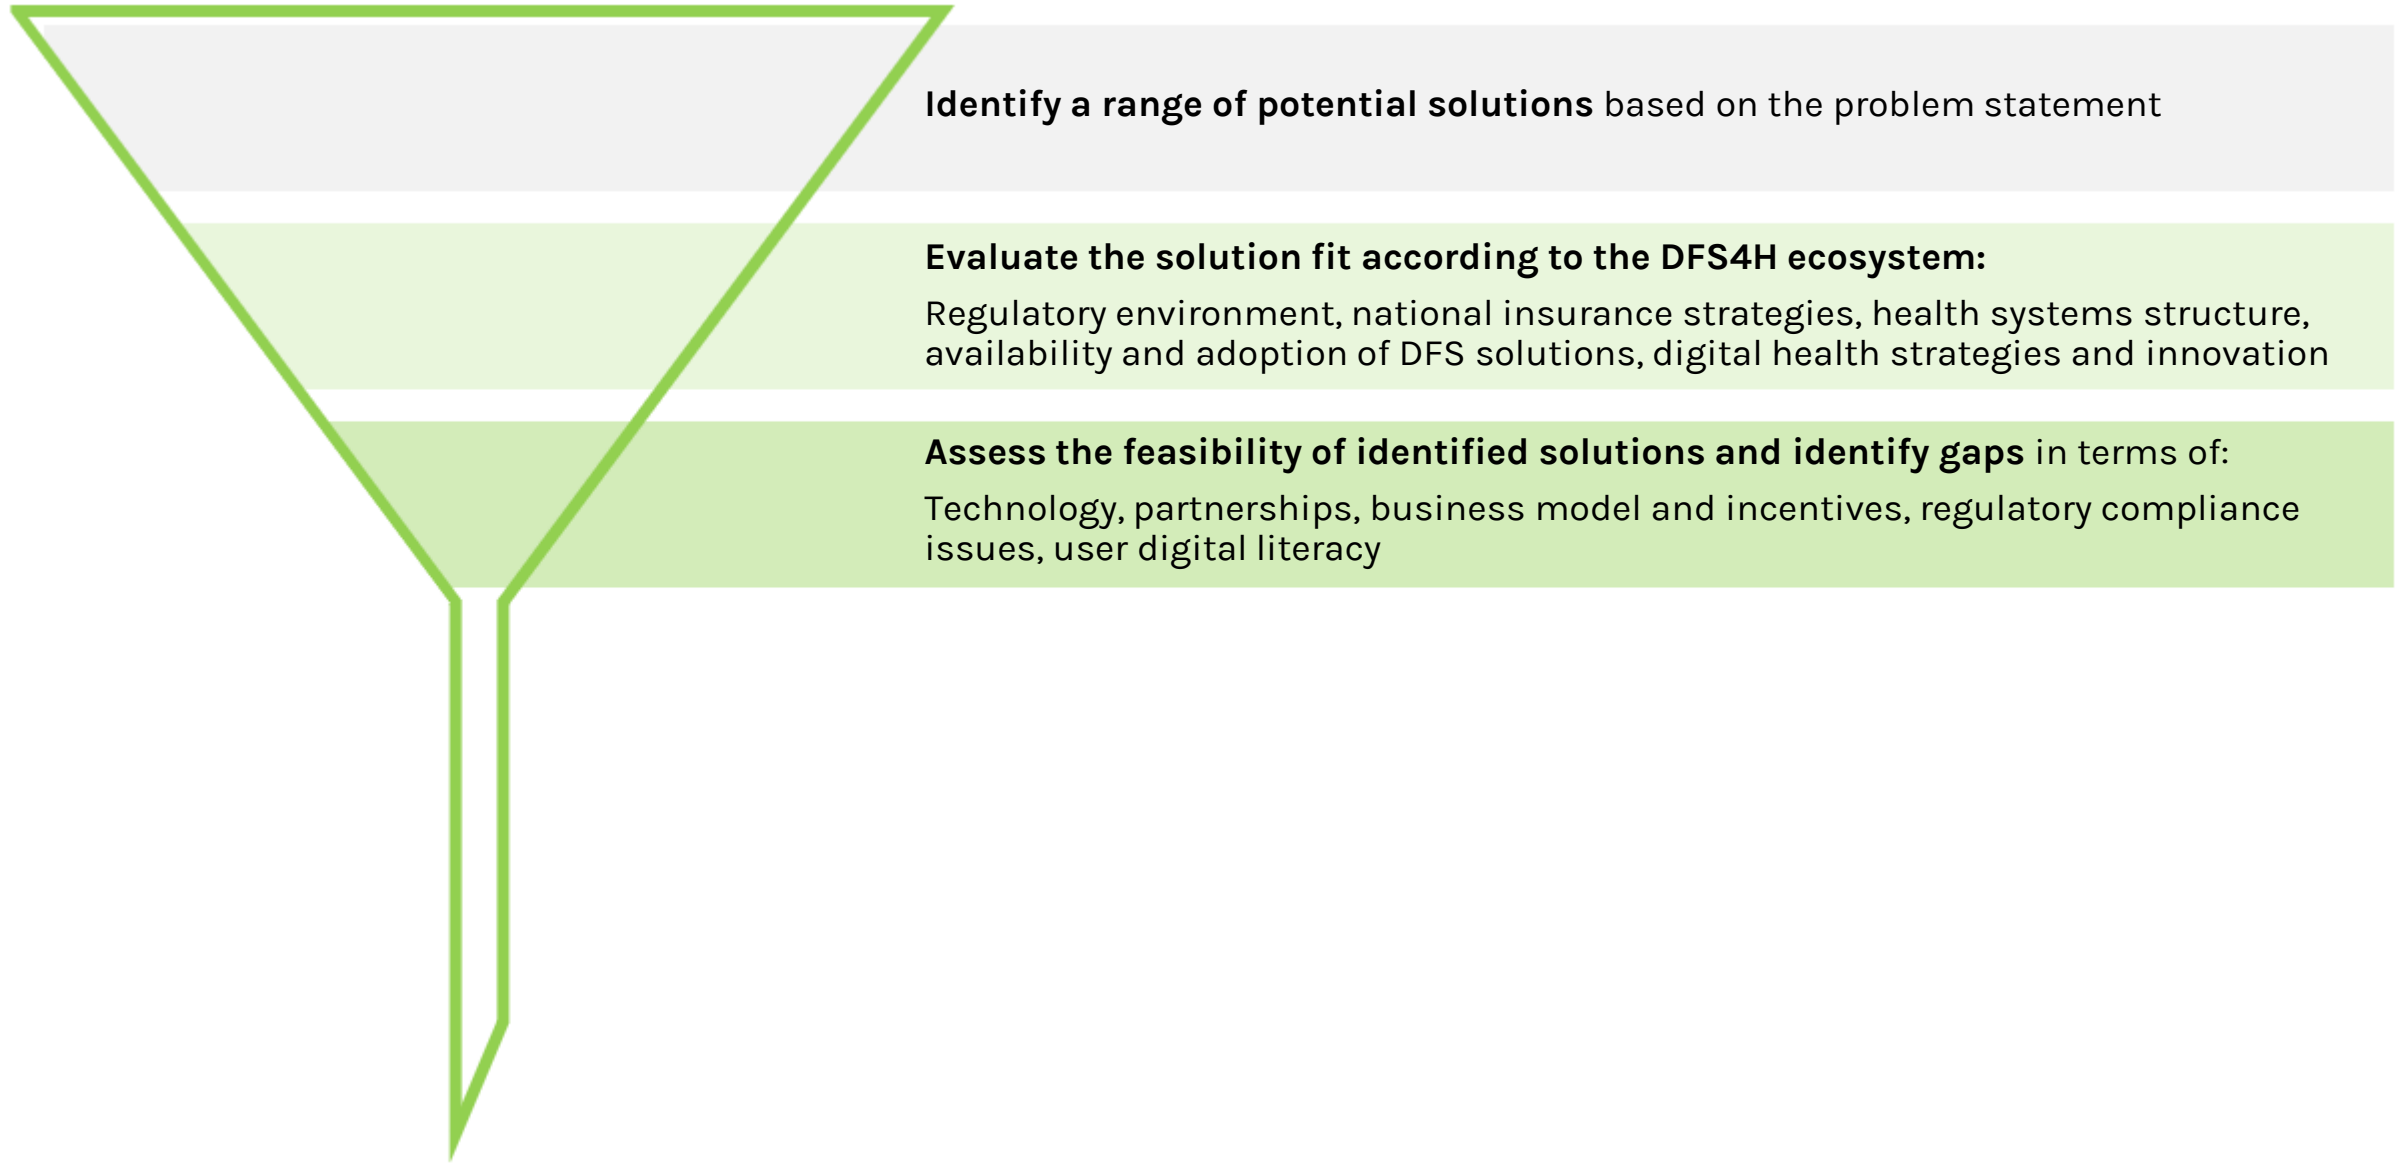 Identify a range of potential solutions based on the problem statement
Evaluate the solution fit according to the DFS4H ecosystem:
Regulatory environment, national insurance strategies, health systems structure,
availability and adoption of DFS solutions, digital health strategies and innovation
Assess the feasibility of identified solutions and identify gaps in terms of:
Technology, partnerships, business model and incentives, regulatory compliance
issues, user digital literacy